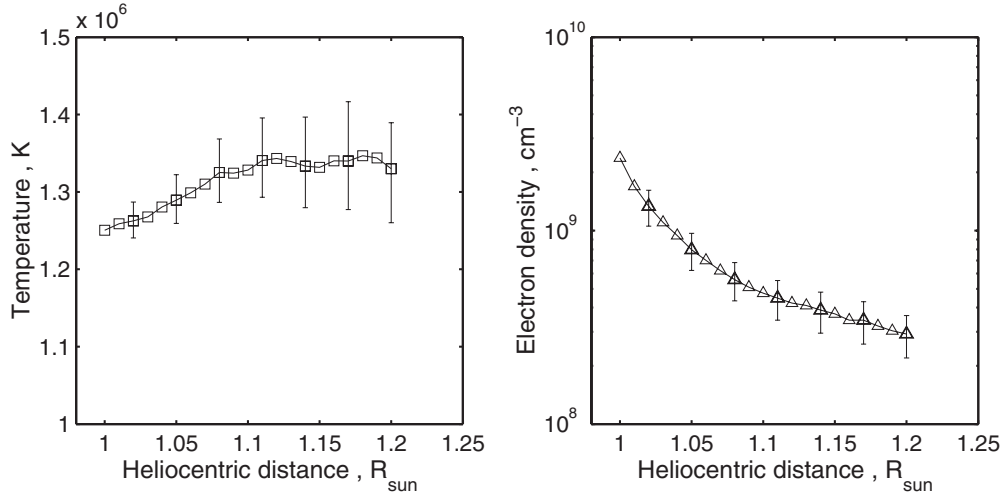 x 10^6
1.5
1.4
1.3
1.2
1.1
1
Temperature , K
1 1.05 1.1 1.15 1.2 1.25
Heliocentric distance , R_sun
10^10
10^9
10^8
Electron density , cm^−3
1 1.05 1.1 1.15 1.2 1.25
Heliocentric distance , R_sun